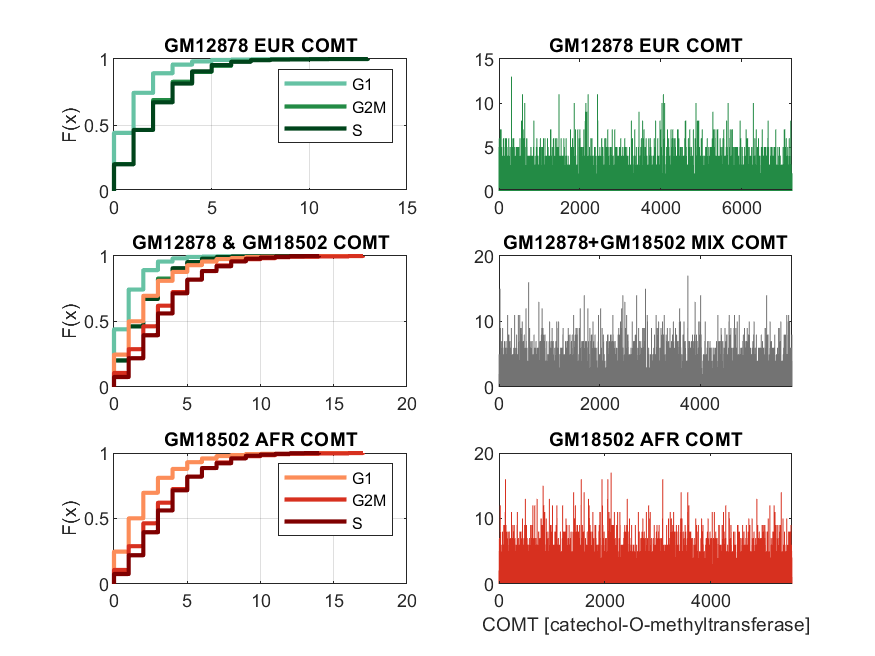 GM12878 EUR COMT
F(x)
1
0.5
0
0 5 10 15
G1
G2M
S
GM12878 EUR COMT
15
10
5
0
0 2000 4000 6000
GM12878 & GM18502 COMT
F(x)
1
0.5
0
0 5 10 15 20
GM12878+GM18502 MIX COMT
20
10
0
0 2000 4000
GM18502 AFR COMT
F(x)
1
0.5
0
0 5 10 15 20
G1
G2M
S
GM18502 AFR COMT
20
10
0
0 2000 4000
COMT [catechol-O-methyltransferase]